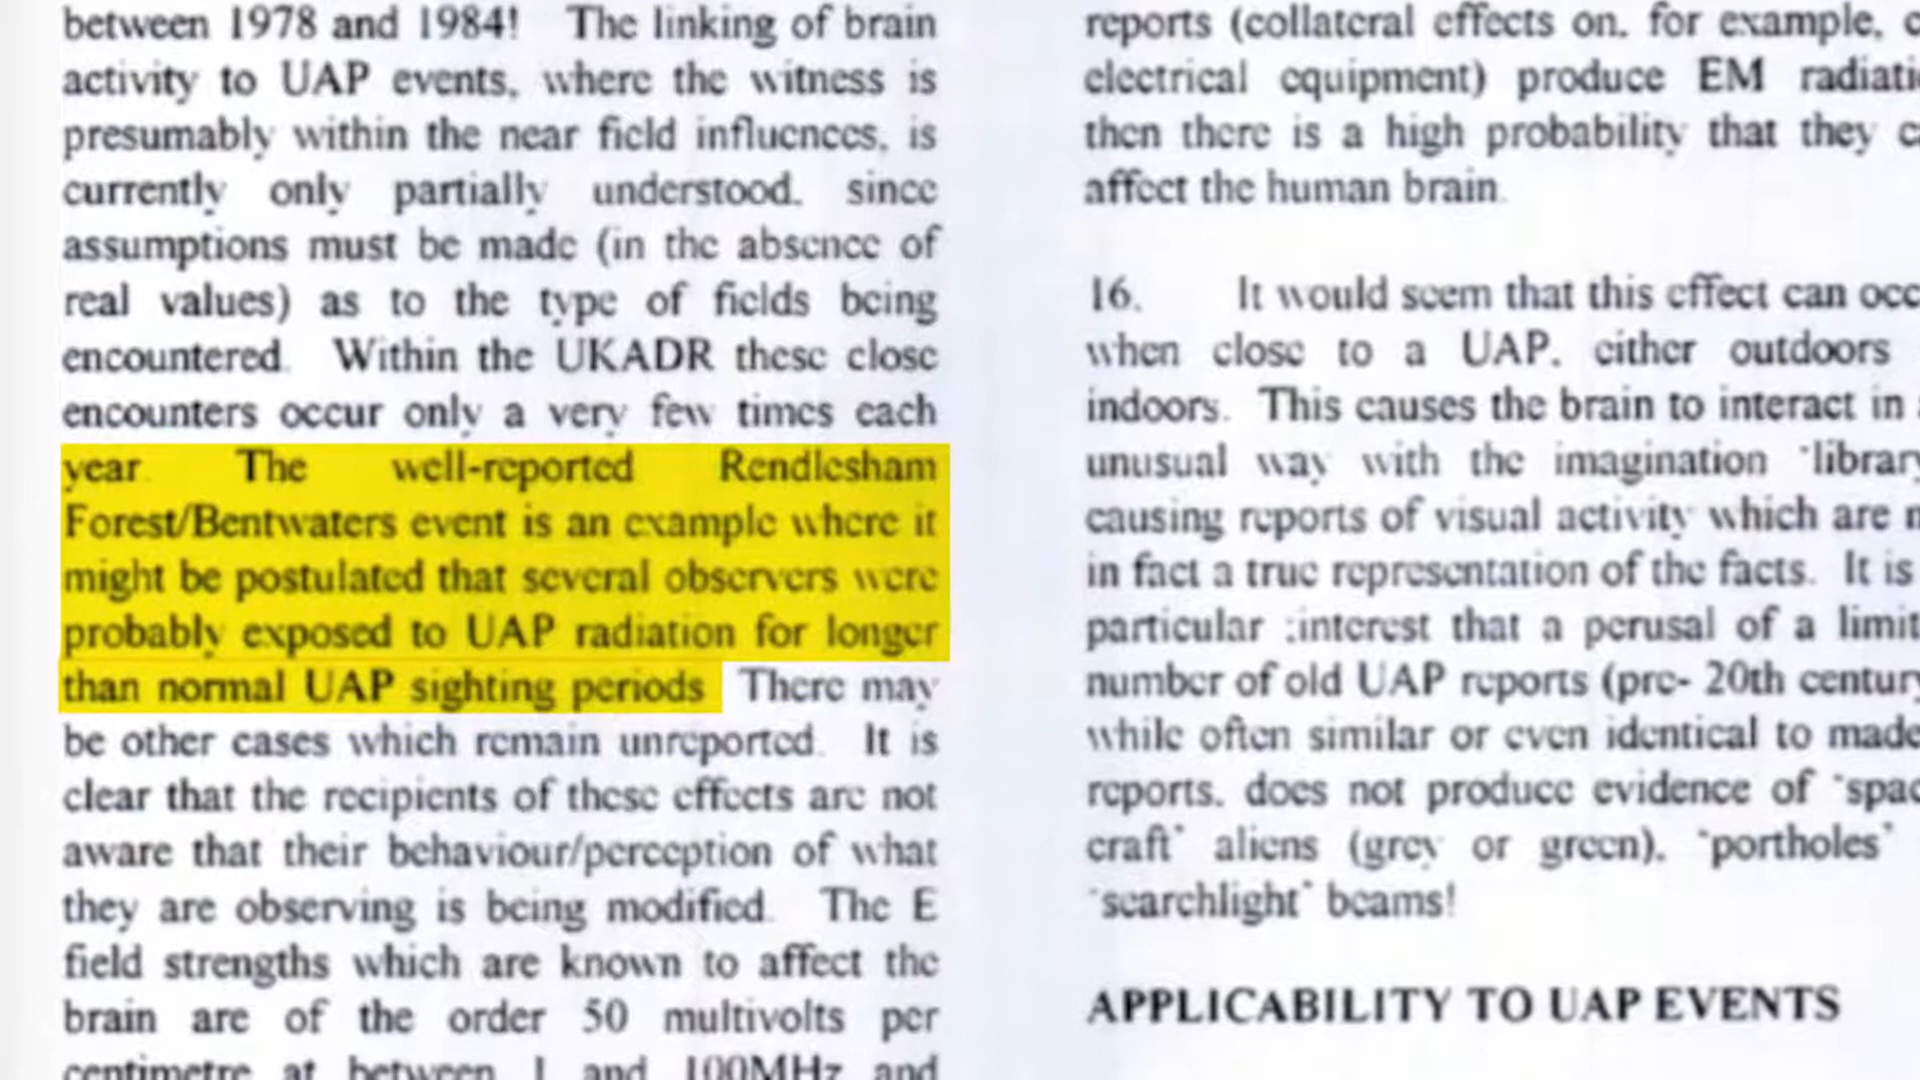 between 1978 and 1984! The linking of brain
activity to UAP events, where the witness is
presumably within the near field influences, is
currently only partially understood, since
assumptions must be made (in the absence of
real values) as to the type of fields being
encountered. Within the UKADR these close
encounters occur only a very few times each
year. The well-reported Rendlesham
Forest/Bentwaters event is an example where it
might be postulated that several observers were
probably exposed to UAP radiation for longer
than normal UAP sighting periods. There may
be other cases which remain unreported. It is
clear that the recipients of these effects are not
aware that their behaviour/perception of what
they are observing is being modified. The E
field strengths which are known to affect the
brain are of the order 50 multivolts per
centimetre at between 1 and 100MHz and
reports (collateral effects on, for example,
electrical equipment) produce EM
then there is a high probability that they
affect the human brain.
16. It would seem that this effect can
when close to a UAP, either outdoors
indoors. This causes the brain to interact in
unusual way with the imagination
causing reports of visual activity which are
in fact a true representation of the facts. It is
particular :interest that a perusal of a
number of old UAP reports (pre- 20th
while often similar or even identical to
reports, does not produce evidence of
craft' aliens (grey or green), 'portholes'
'searchlight' beams!
APPLICABILITY TO UAP EVENTS